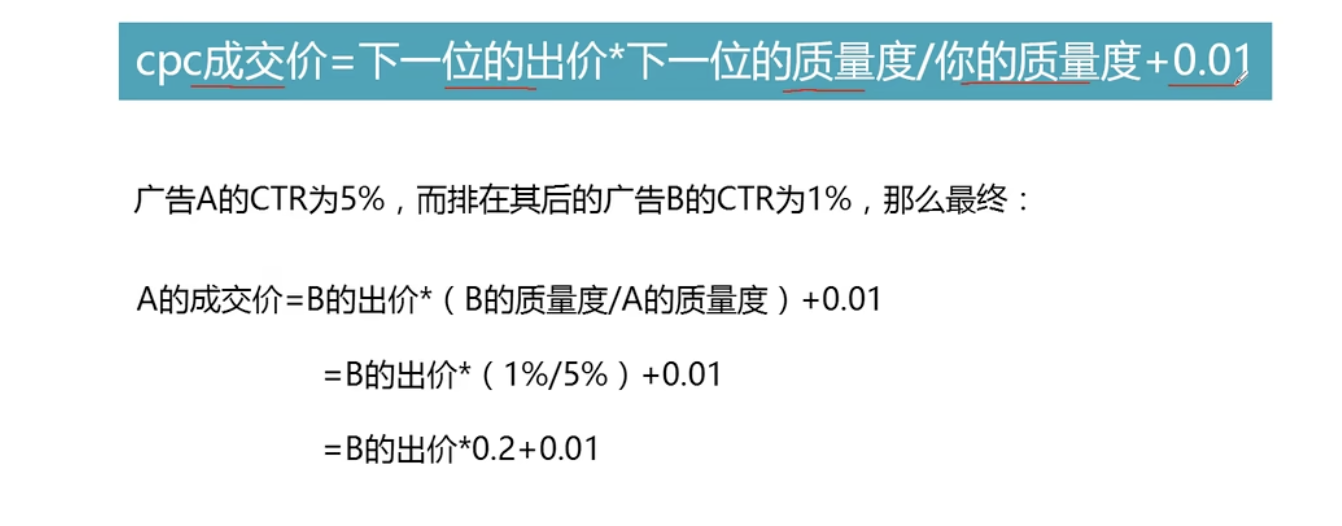 cpc成交价=下一位的出价*下一位的质量度/你的质量度+0.01
广告A的CTR为5%，而排在其后的广告B的CTR为1%，那么最终：
A的成交价=B的出价*（B的质量度/A的质量度）+0.01
=B的出价*（1%/5%）+0.01
=B的出价*0.2+0.01